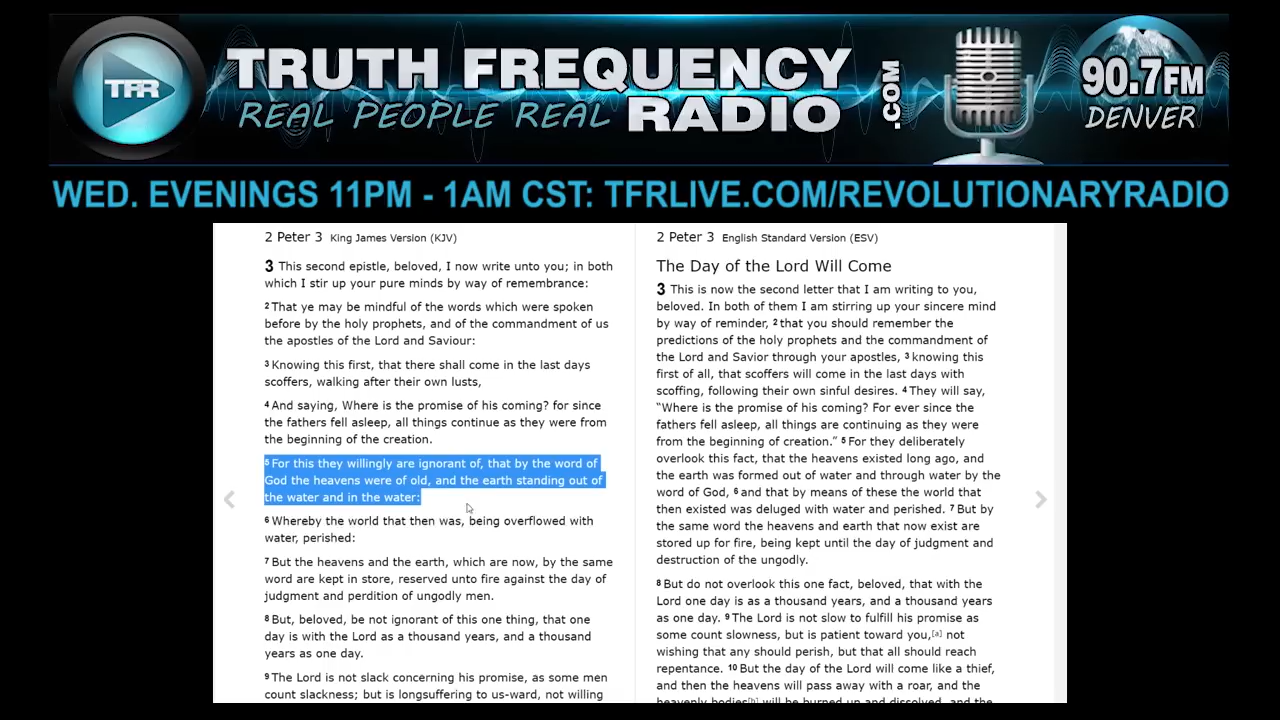 TFR
TRUTH FREQUENCY
REAL PEOPLE REAL RADIO
.COM
90.7FM
DENVER
WED. EVENINGS 11PM - 1AM CST: TFRLIVE.COM/REVOLUTIONARYRADIO
2 Peter 3 King James Version (KJV)
3 This second epistle, beloved, I now write unto you; in both
which I stir up your pure minds by way of remembrance:
2 That ye may be mindful of the words which were spoken
before by the holy prophets, and of the commandment of us
the apostles of the Lord and Saviour:
3 Knowing this first, that there shall come in the last days
scoffers, walking after their own lusts,
4 And saying, Where is the promise of his coming? for since
the fathers fell asleep, all things continue as they were from
the beginning of the creation.
5 For this they willingly are ignorant of, that by the word of
God the heavens were of old, and the earth standing out of
the water and in the water:
6 Whereby the world that then was, being overflowed with
water, perished:
7 But the heavens and the earth, which are now, by the same
word are kept in store, reserved unto fire against the day of
judgment and perdition of ungodly men.
8 But, beloved, be not ignorant of this one thing, that one
day is with the Lord as a thousand years, and a thousand
years as one day.
9 The Lord is not slack concerning his promise, as some men
count slackness; but is longsuffering to us-ward, not willing
2 Peter 3 English Standard Version (ESV)
The Day of the Lord Will Come
3 This is now the second letter that I am writing to you,
beloved. In both of them I am stirring up your sincere mind
by way of reminder, 2 that you should remember the
predictions of the holy prophets and the commandment of
the Lord and Savior through your apostles, 3 knowing this
first of all, that scoffers will come in the last days with
scoffing, following their own sinful desires. 4 They will say,
“Where is the promise of his coming? For ever since the
fathers fell asleep, all things are continuing as they were
from the beginning of creation.” 5 For they deliberately
overlook this fact, that the heavens existed long ago, and
the earth was formed out of water and through water by the
word of God, 6 and that by means of these the world that
then existed was deluged with water and perished. 7 But by
the same word the heavens and earth that now exist are
stored up for fire, being kept until the day of judgment and
destruction of the ungodly.
8 But do not overlook this one fact, beloved, that with the
Lord one day is as a thousand years, and a thousand years
as one day. 9 The Lord is not slow to fulfill his promise as
some count slowness, but is patient toward you,[a] not
wishing that any should perish, but that all should reach
repentance. 10 But the day of the Lord will come like a thief,
and then the heavens will pass away with a roar, and the
heavenly bodies[b] will be burned up and dissolved, and the